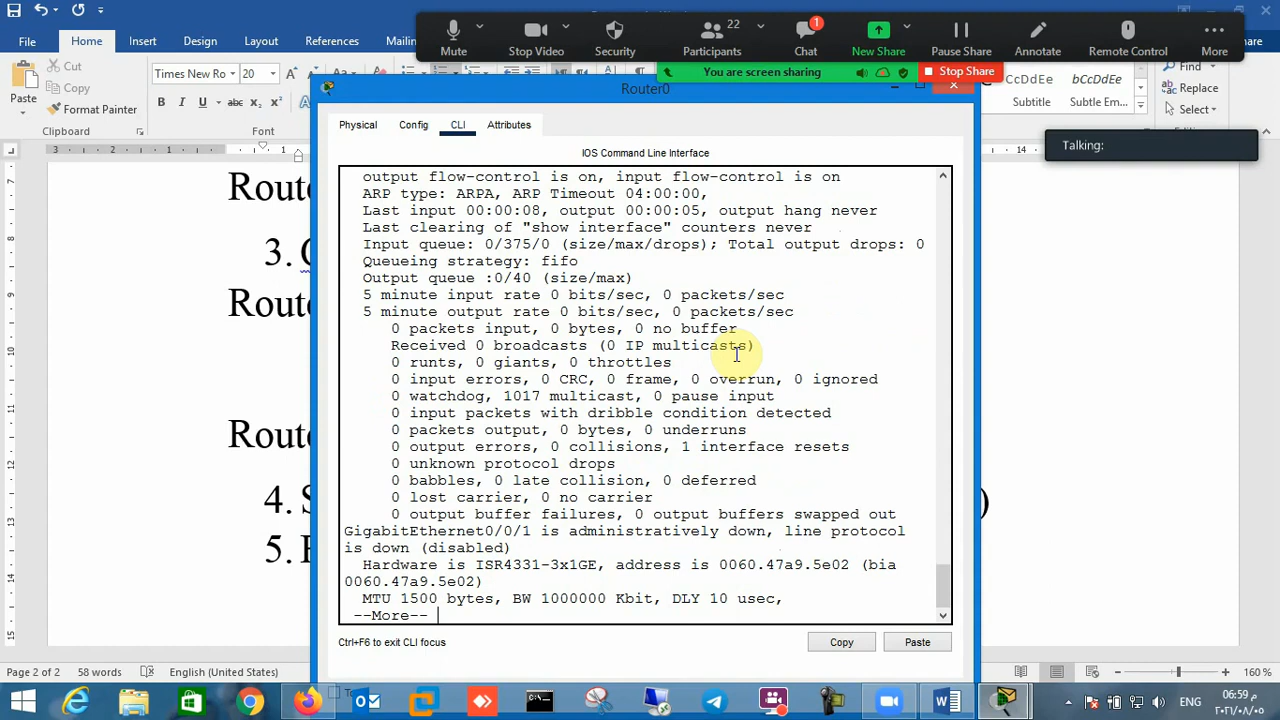 File
Home
Insert
Design
Layout
References
Mailin
Mute
Stop Video
Security
22
Participants
1
Chat
New Share
Pause Share
Annotate
Remote Control
More
You are screen sharing
Stop Share
Talking:
Paste
Cut
Copy
Format Painter
Clipboard
Times New Ro
20
B I U abc
Font
CcDdEe
Subtitle
CcDdEe
Subtle Em...
Find
Replace
Select
Router0
Physical
Config
CLI
Attributes
IOS Command Line Interface
output flow-control is on, input flow-control is on
ARP type: ARPA, ARP Timeout 04:00:00,
Last input 00:00:08, output 00:00:05, output hang never
Last clearing of "show interface" counters never
Input queue: 0/375/0 (size/max/drops); Total output drops: 0
Queueing strategy: fifo
Output queue :0/40 (size/max)
5 minute input rate 0 bits/sec, 0 packets/sec
5 minute output rate 0 bits/sec, 0 packets/sec
0 packets input, 0 bytes, 0 no buffer
Received 0 broadcasts (0 IP multicasts)
0 runts, 0 giants, 0 throttles
0 input errors, 0 CRC, 0 frame, 0 overrun, 0 ignored
0 watchdog, 1017 multicast, 0 pause input
0 input packets with dribble condition detected
0 packets output, 0 bytes, 0 underruns
0 output errors, 0 collisions, 1 interface resets
0 unknown protocol drops
0 babbles, 0 late collision, 0 deferred
0 lost carrier, 0 no carrier
0 output buffer failures, 0 output buffers swapped out
GigabitEthernet0/0/1 is administratively down, line protocol
is down (disabled)
Hardware is ISR4331-3x1GE, address is 0060.47a9.5e02 (bia
0060.47a9.5e02)
MTU 1500 bytes, BW 1000000 Kbit, DLY 10 usec,
--More--
Ctrl+F6 to exit CLI focus
Copy
Paste
Route
3.
Route
Route
4. S
)
5.
Page 2 of 2
58 words
English (United States)
160 %
06:59 م
٢٠٢١/٠٨/٠٥